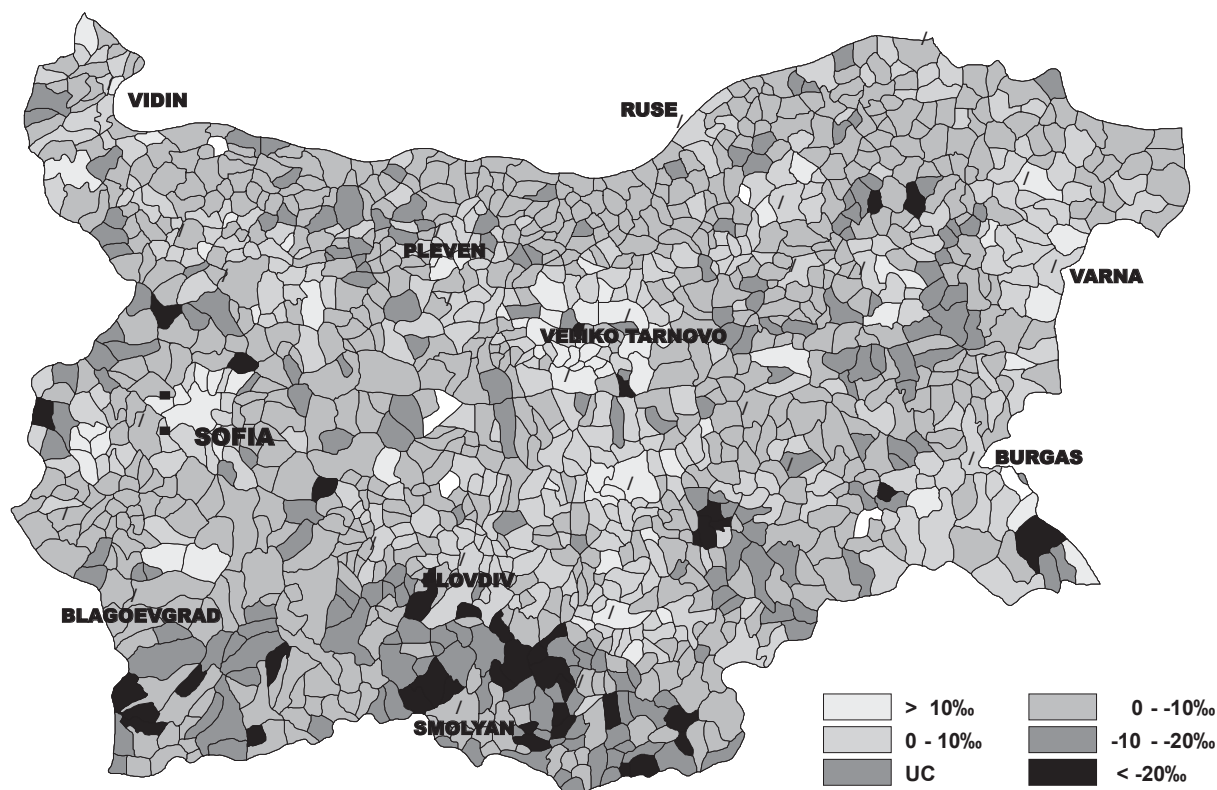 VIDIN
RUSE
PLEVEN
VARNA
VELIKO TARNOVO
SOFIA
BURGAS
PLOVDIV
BLAGOEVGRAD
SMOLYAN
> 10‰
0 - -10‰
0 - 10‰
-10 - -20‰
UC
< -20‰